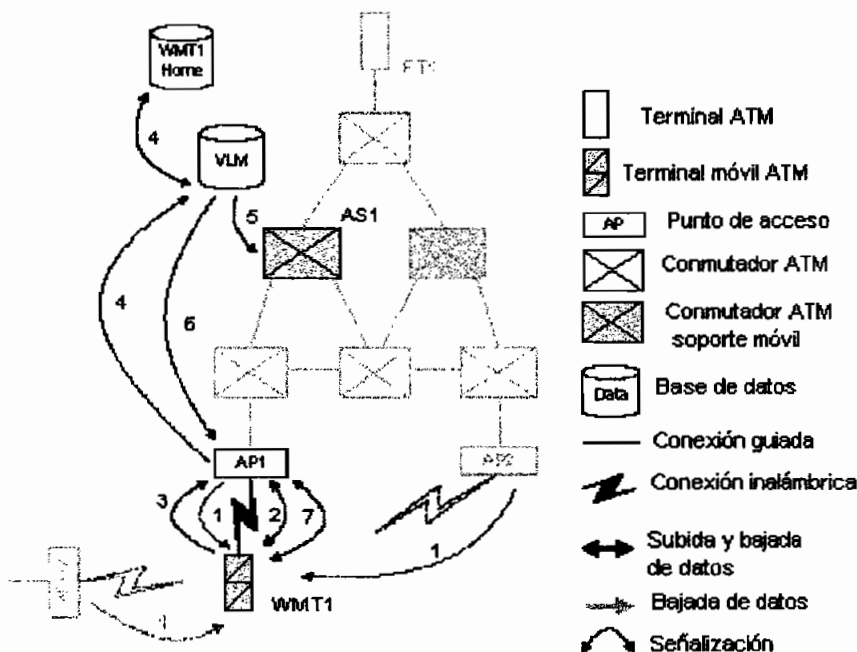 WMT1
Home
4
VLM
5
AS1
4
6
AP1
3
1
2
7
WMT1
1
1
Terminal ATM
Terminal móvil ATM
AP
Punto de acceso
Conmutador ATM
Conmutador ATM
soporte móvil
Data
Base de datos
Conexión guiada
Conexión inalámbrica
Subida y bajada
de datos
Bajada de datos
Señalización